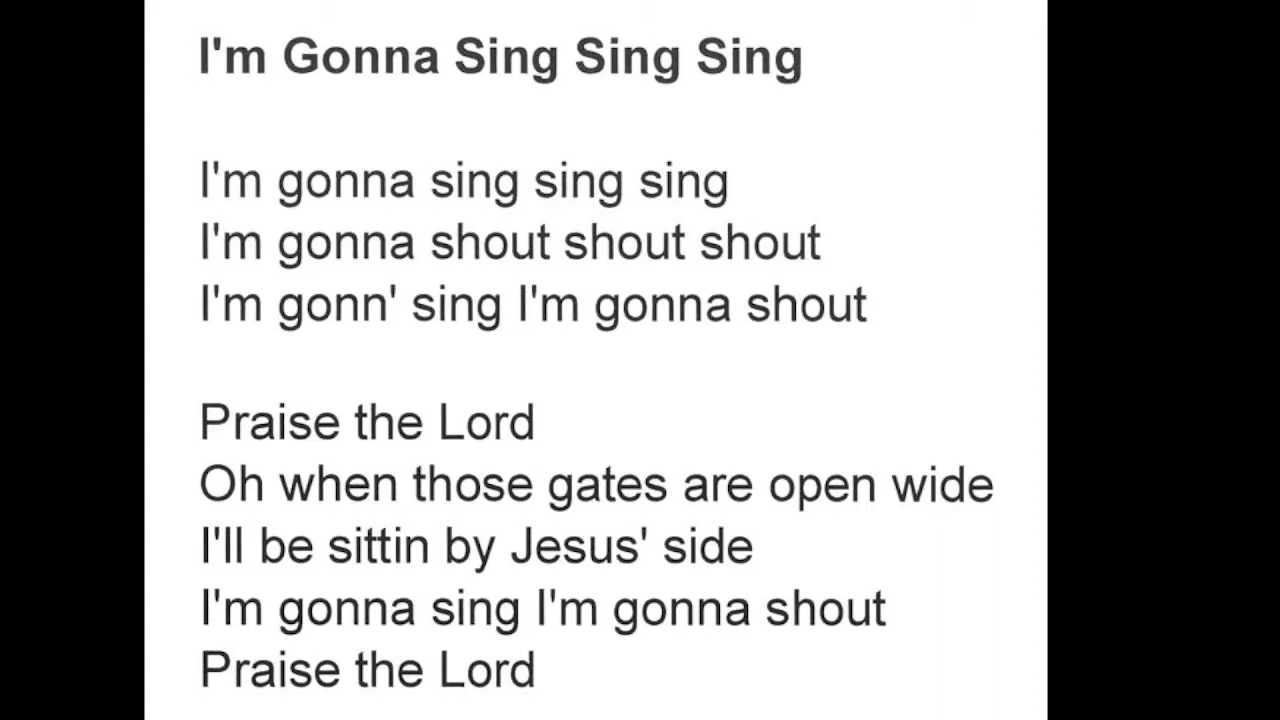 I'm Gonna Sing Sing Sing
I'm gonna sing sing sing
I'm gonna shout shout shout
I'm gonn' sing I'm gonna shout
Praise the Lord
Oh when those gates are open wide
I'll be sittin by Jesus' side
I'm gonna sing I'm gonna shout
Praise the Lord